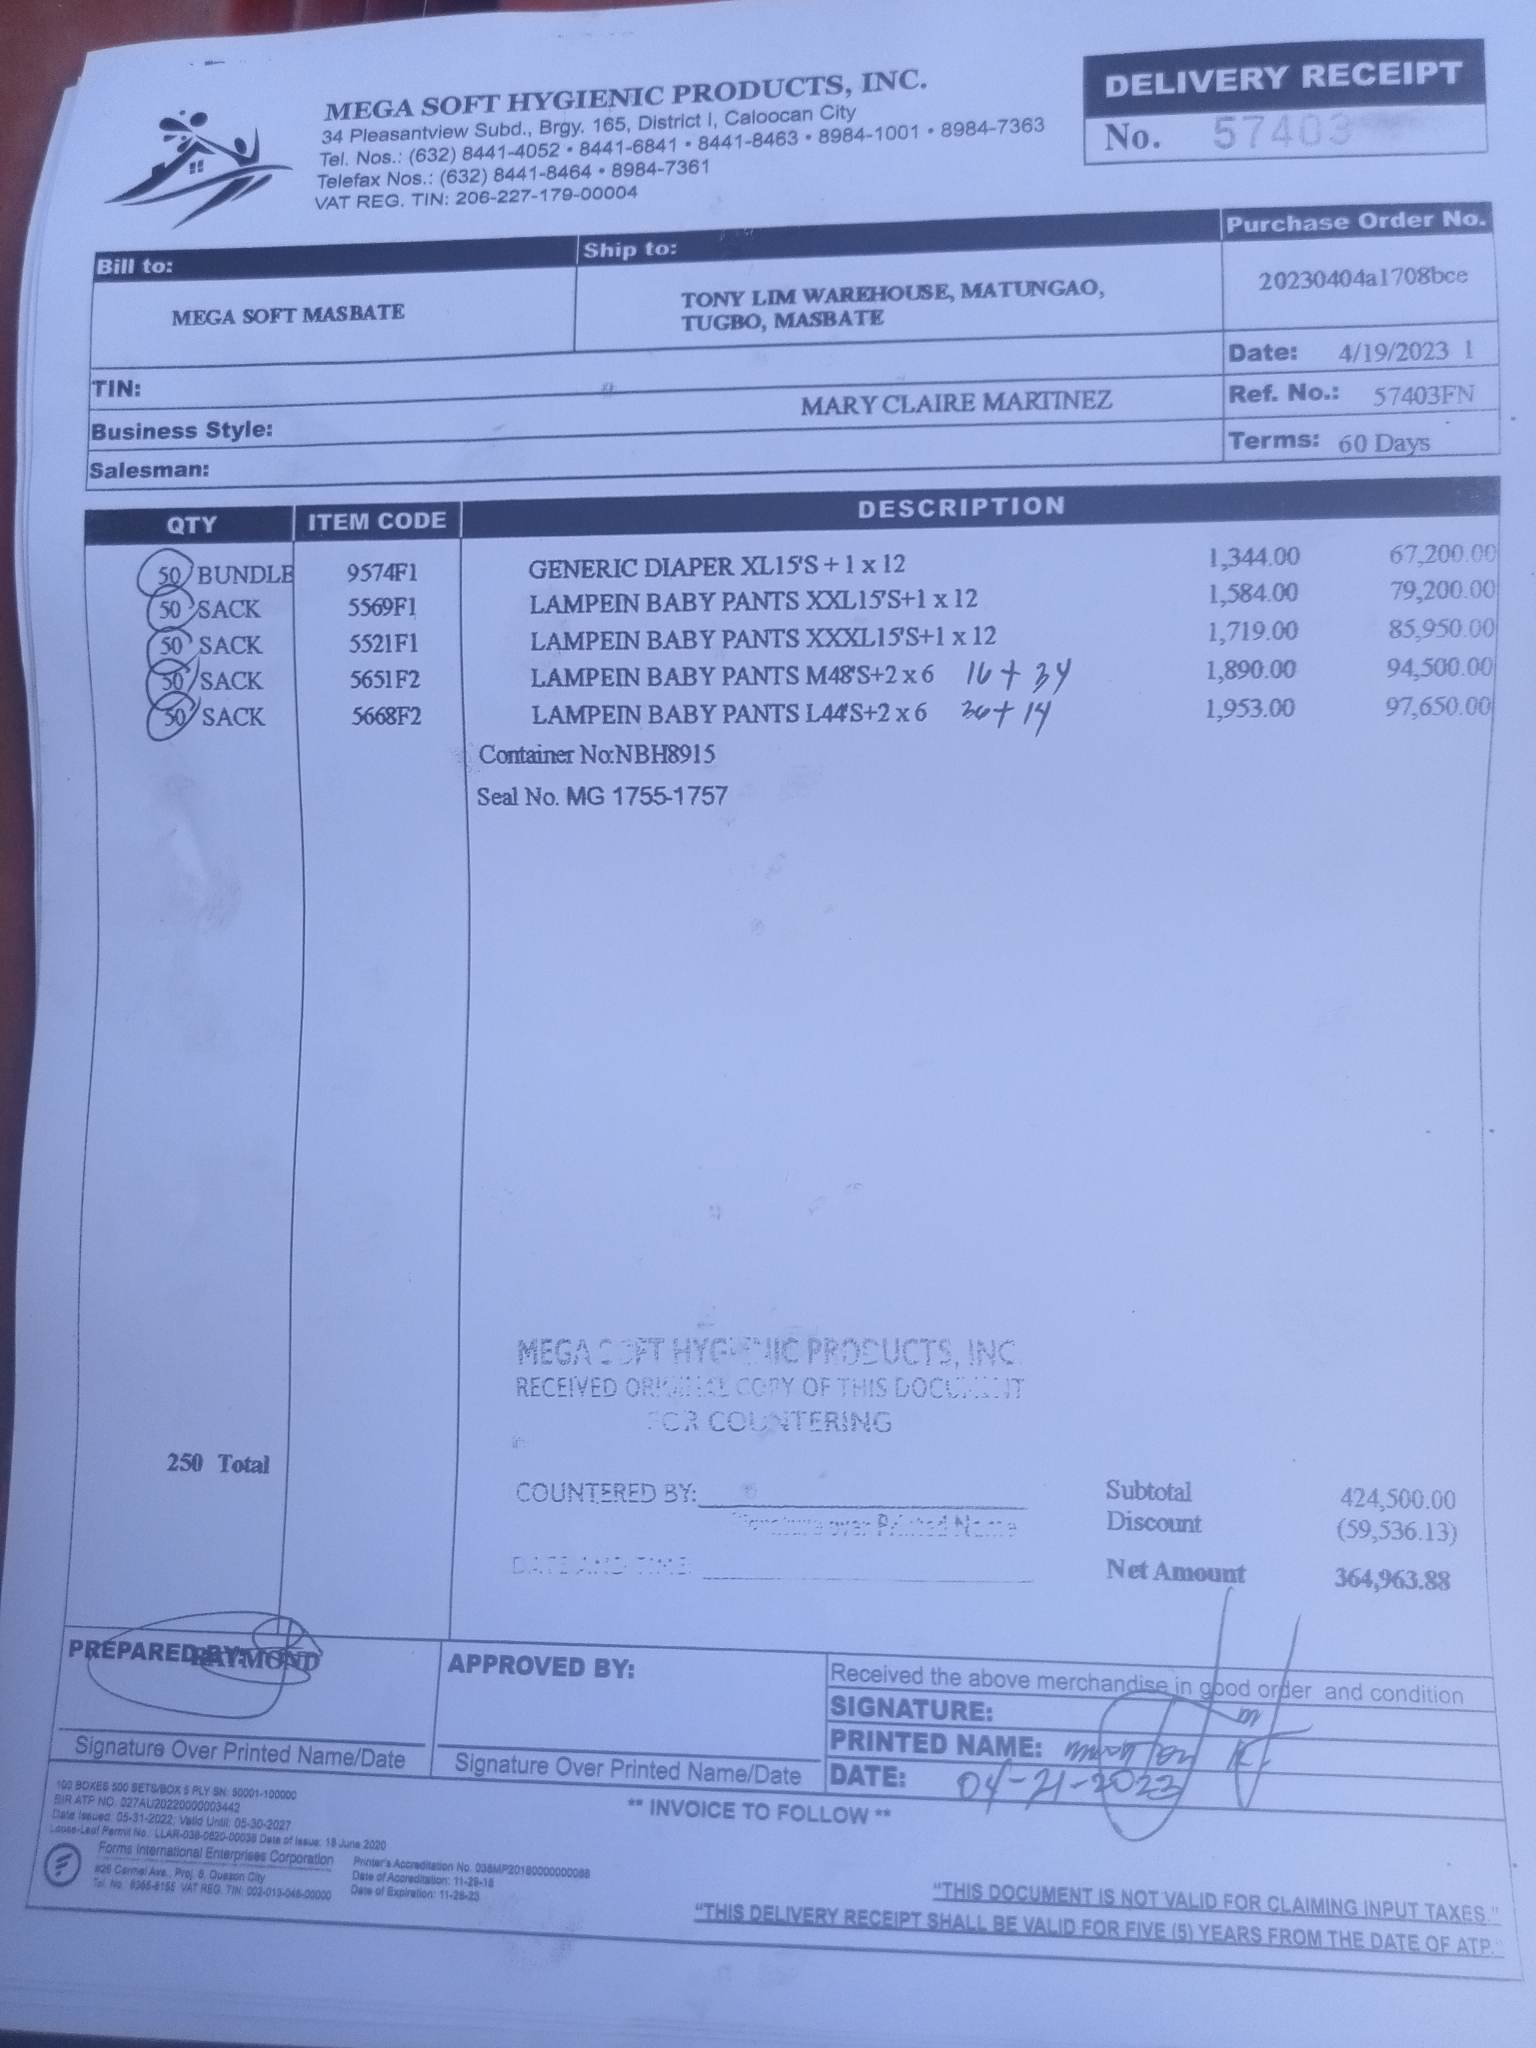 MEGA SOFT HYGIENIC PRODUCTS, INC.
34 Pleasantview Subd., Brgy. 165, District I, Caloocan City
Tel. Nos.: (632) 8441-4052 • 8441-6841 • 8441-8463 • 8984-1001 • 8984-7363
Telefax Nos.: (632) 8441-8464 • 8984-7361
VAT REG. TIN: 206-227-179-00004
DELIVERY RECEIPT
No. 57403
Bill to:
MEGA SOFT MASBATE
Ship to:
TONY LIM WAREHOUSE, MATUNGAO,
TUGBO, MASBATE
Purchase Order No.
20230404a1708bce
Date: 4/19/2023 1
TIN:
MARY CLAIRE MARTINEZ
Ref. No.: 57403FN
Business Style:
Terms: 60 Days
Salesman:
QTY ITEM CODE DESCRIPTION
50 BUNDLE 9574F1 GENERIC DIAPER XL15'S + 1 x 12 1,344.00 67,200.00
50 SACK 5569F1 LAMPEIN BABY PANTS XXL15'S+1 x 12 1,584.00 79,200.00
50 SACK 5521F1 LAMPEIN BABY PANTS XXXL15'S+1 x 12 1,719.00 85,950.00
50 SACK 5651F2 LAMPEIN BABY PANTS M48'S+2 x 6 16 + 34 1,890.00 94,500.00
50 SACK 5668F2 LAMPEIN BABY PANTS L44'S+2 x 6 36 + 14 1,953.00 97,650.00
Container No:NBH8915
Seal No. MG 1755-1757
MEGA SOFT HYGIENIC PRODUCTS, INC.
RECEIVED ORIGINAL COPY OF THIS DOCUMENT
FOR COUNTERING
250 Total
COUNTERED BY:
Signature over Printed Name
DATE AND TIME:
Subtotal 424,500.00
Discount (59,536.13)
Net Amount 364,963.88
PREPARED BY:
RAYMOND
Signature Over Printed Name/Date
APPROVED BY:
Signature Over Printed Name/Date
Received the above merchandise in good order and condition
SIGNATURE:
PRINTED NAME:
DATE: 04-21-2023
** INVOICE TO FOLLOW **
100 BOXES 500 SETS/BOX 5 PLY SN: 50001-100000
BIR ATP NO. 027AU20220000003442
Date Issued: 05-31-2022; Valid Until: 05-30-2027
Loose-Leaf Permit No.: LLAR-038-0620-00036 Date of Issue: 18 June 2020
Forms International Enterprises Corporation
#26 Carmel Ave., Proj. 8, Quezon City
Tel. No. 8366-8155 VAT REG. TIN: 002-013-046-00000
Printer's Accreditation No. 038MP20180000000088
Date of Accreditation: 11-29-18
Date of Expiration: 11-28-23
"THIS DOCUMENT IS NOT VALID FOR CLAIMING INPUT TAXES."
"THIS DELIVERY RECEIPT SHALL BE VALID FOR FIVE (5) YEARS FROM THE DATE OF ATP."